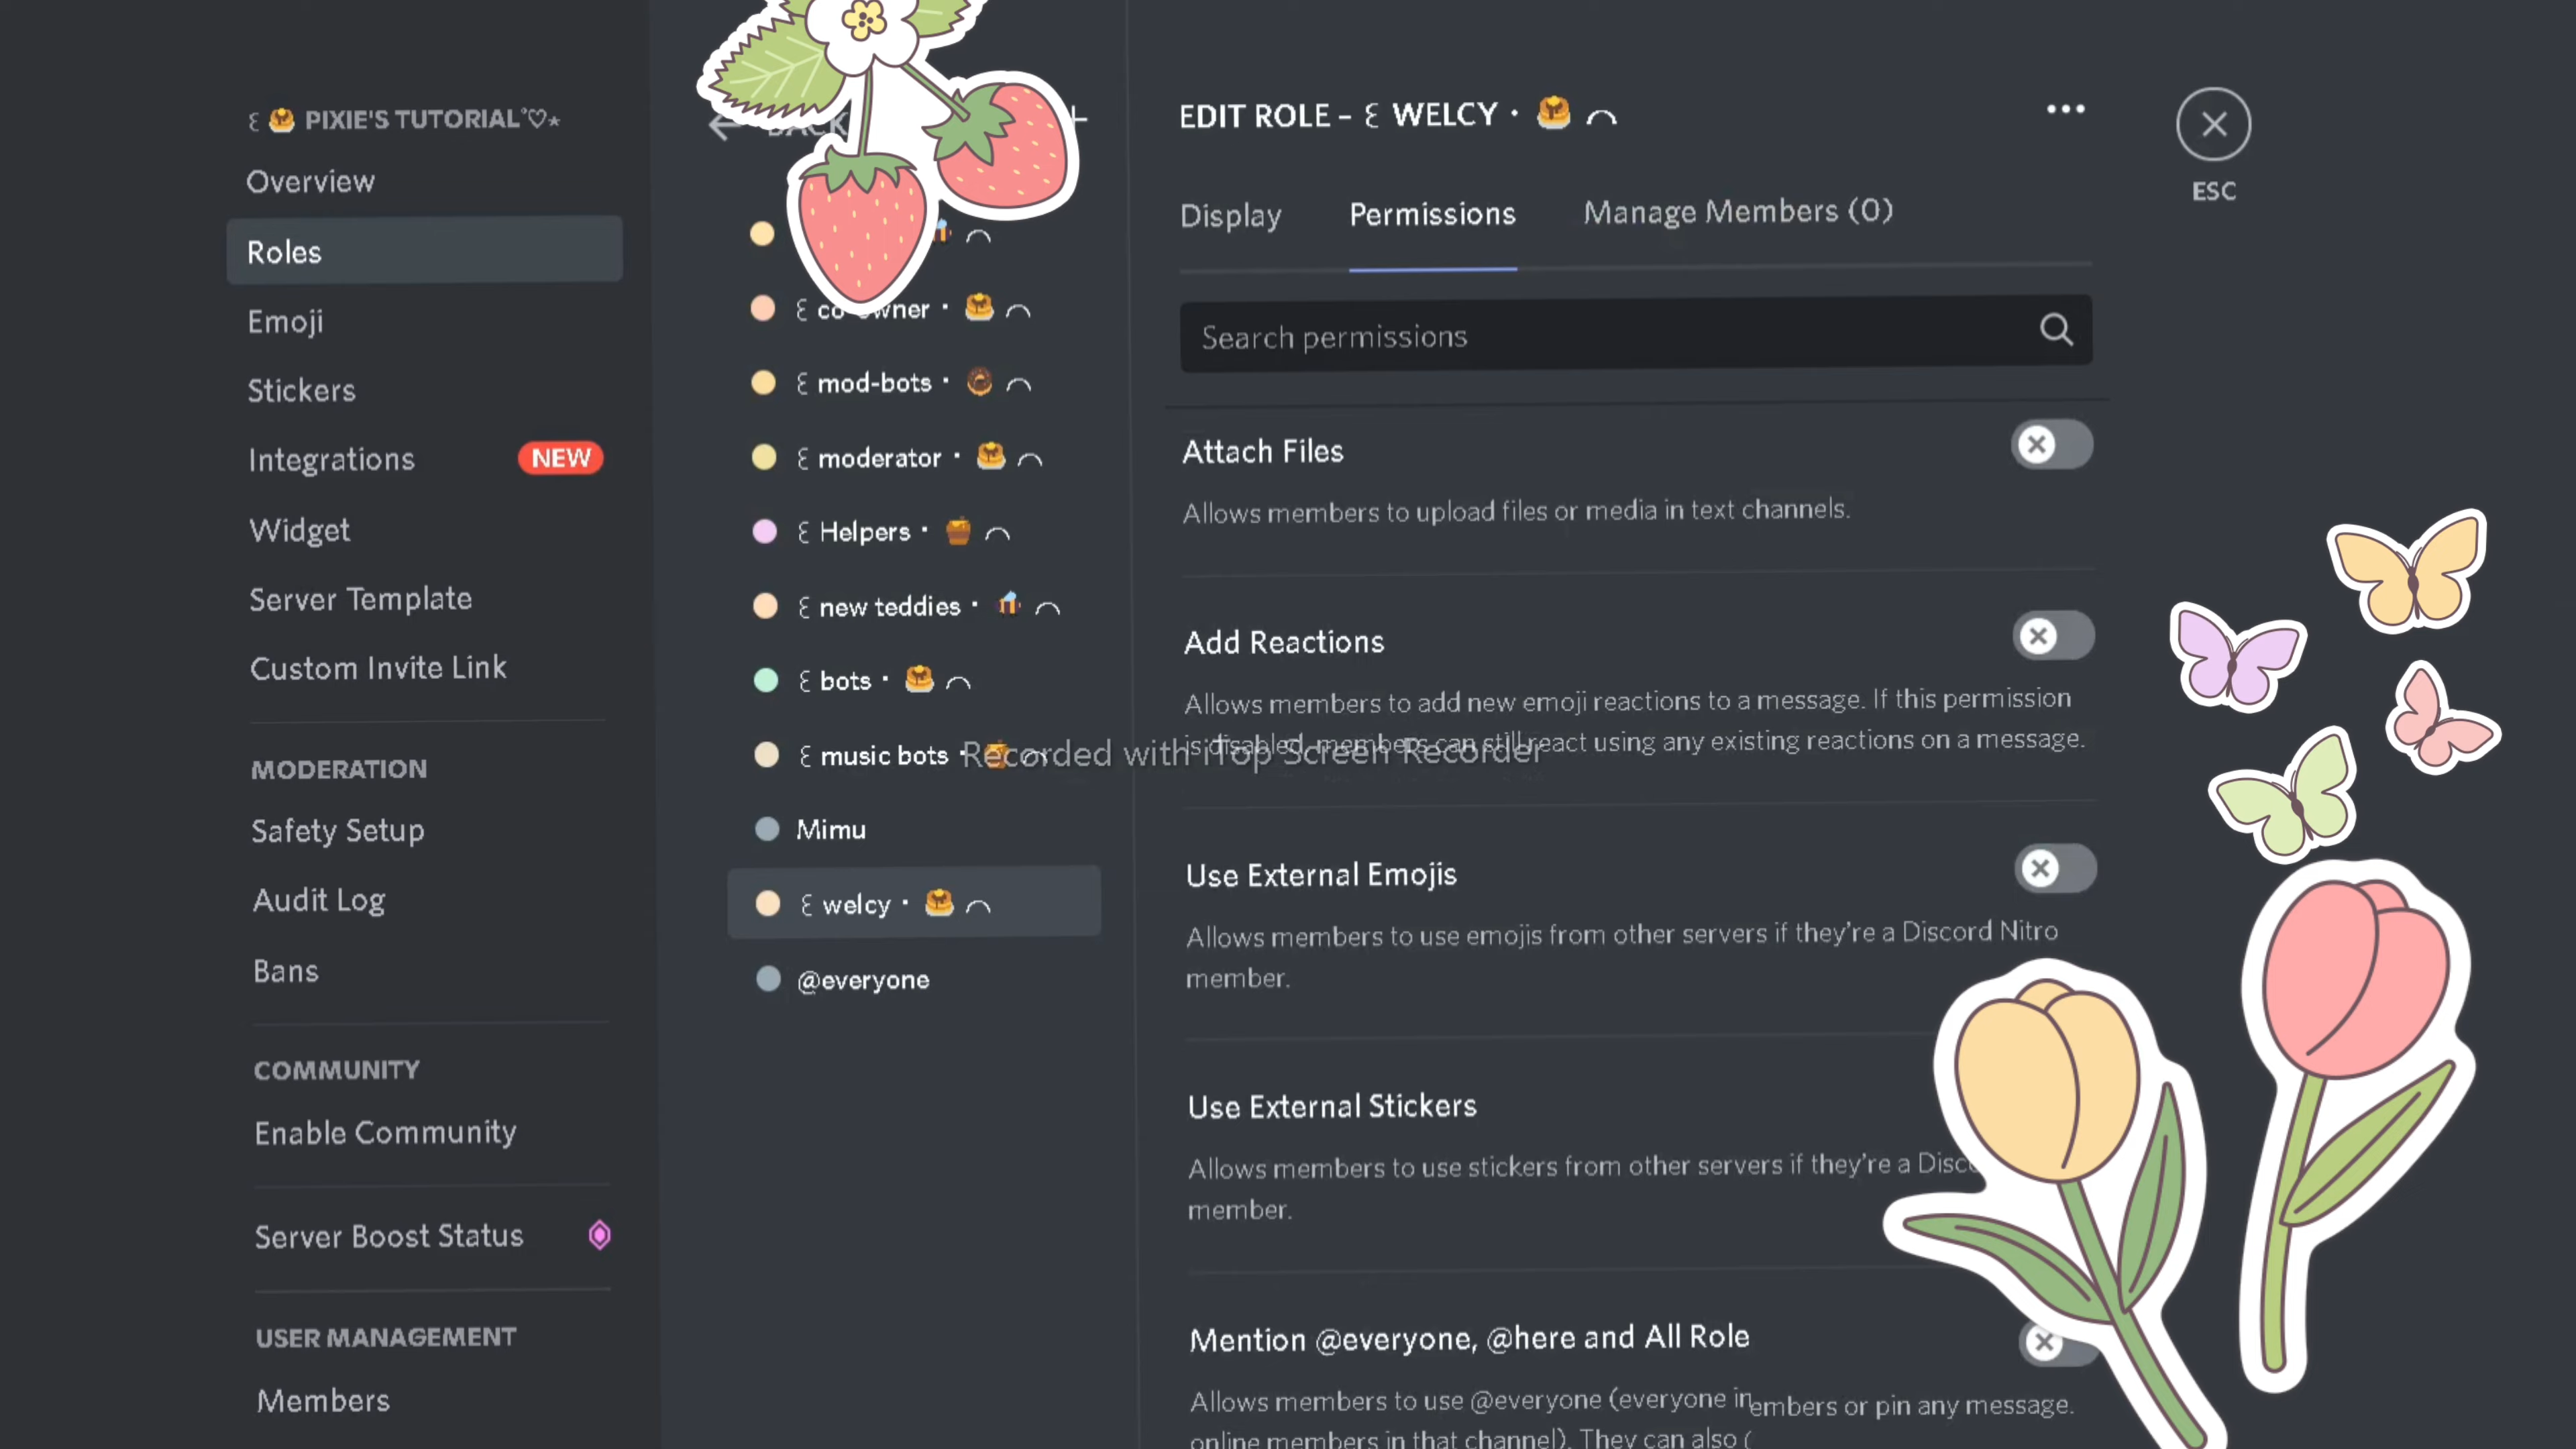 ꒰ 🥞 PIXIE'S TUTORIAL ̊♡⋆
Overview
Roles
Emoji
Stickers
Integrations NEW
Widget
Server Template
Custom Invite Link
MODERATION
Safety Setup
Audit Log
Bans
COMMUNITY
Enable Community
Server Boost Status
USER MANAGEMENT
Members
꒰ mod-bots · 🍩 ⌒
꒰ moderator · 🥞 ⌒
꒰ Helpers · 🍯 ⌒
꒰ new teddies · 🐝 ⌒
꒰ bots · 🥞 ⌒
꒰ music bots · 🍯 ⌒
Mimu
꒰ welcy · 🥞 ⌒
@everyone
EDIT ROLE – ꒰ WELCY · 🥞 ⌒
ESC
Display Permissions Manage Members (0)
Search permissions
Attach Files
Allows members to upload files or media in text channels.
Add Reactions
Allows members to add new emoji reactions to a message. If this permission
is disabled, members can still react using any existing reactions on a message.
Recorded with iTop Screen Recorder
Use External Emojis
Allows members to use emojis from other servers if they're a Discord Nitro
member.
Use External Stickers
Allows members to use stickers from other servers if they're a
member.
Mention @everyone, @here and All Role
Allows members to use @everyone (everyone in
embers or pin any message.
online members in that channel). They can also (